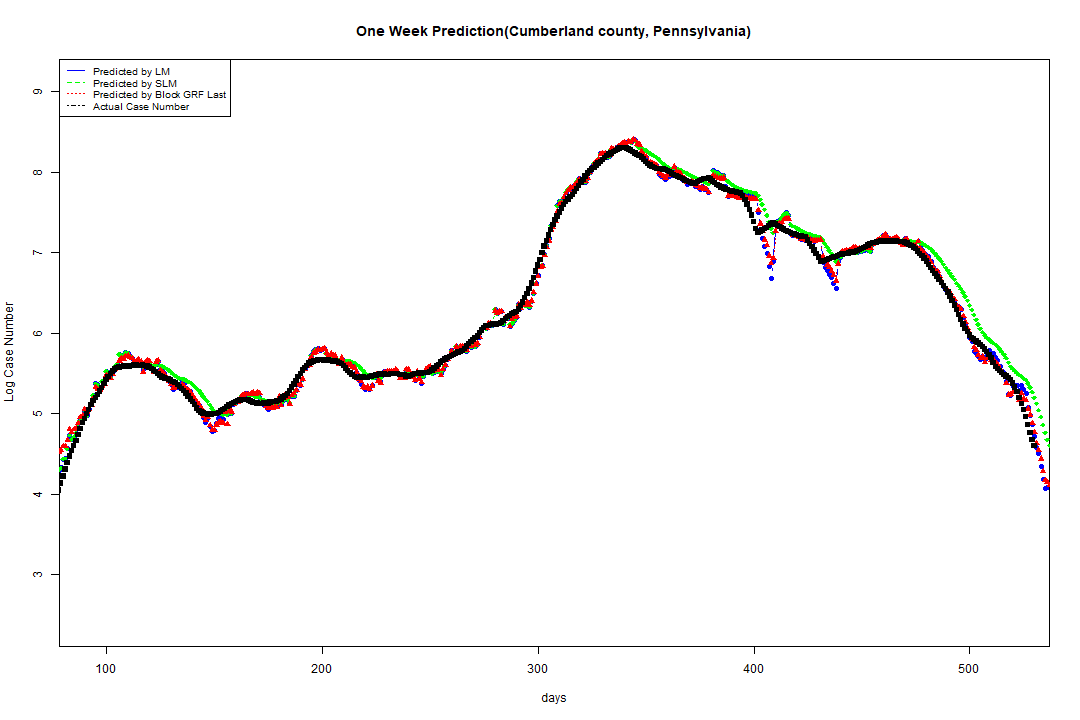 One Week Prediction(Cumberland county, Pennsylvania)
Predicted by LM
Predicted by SLM
Predicted by Block GRF Last
Actual Case Number
9
8
7
6
5
4
3
Log Case Number
100 200 300 400 500
days